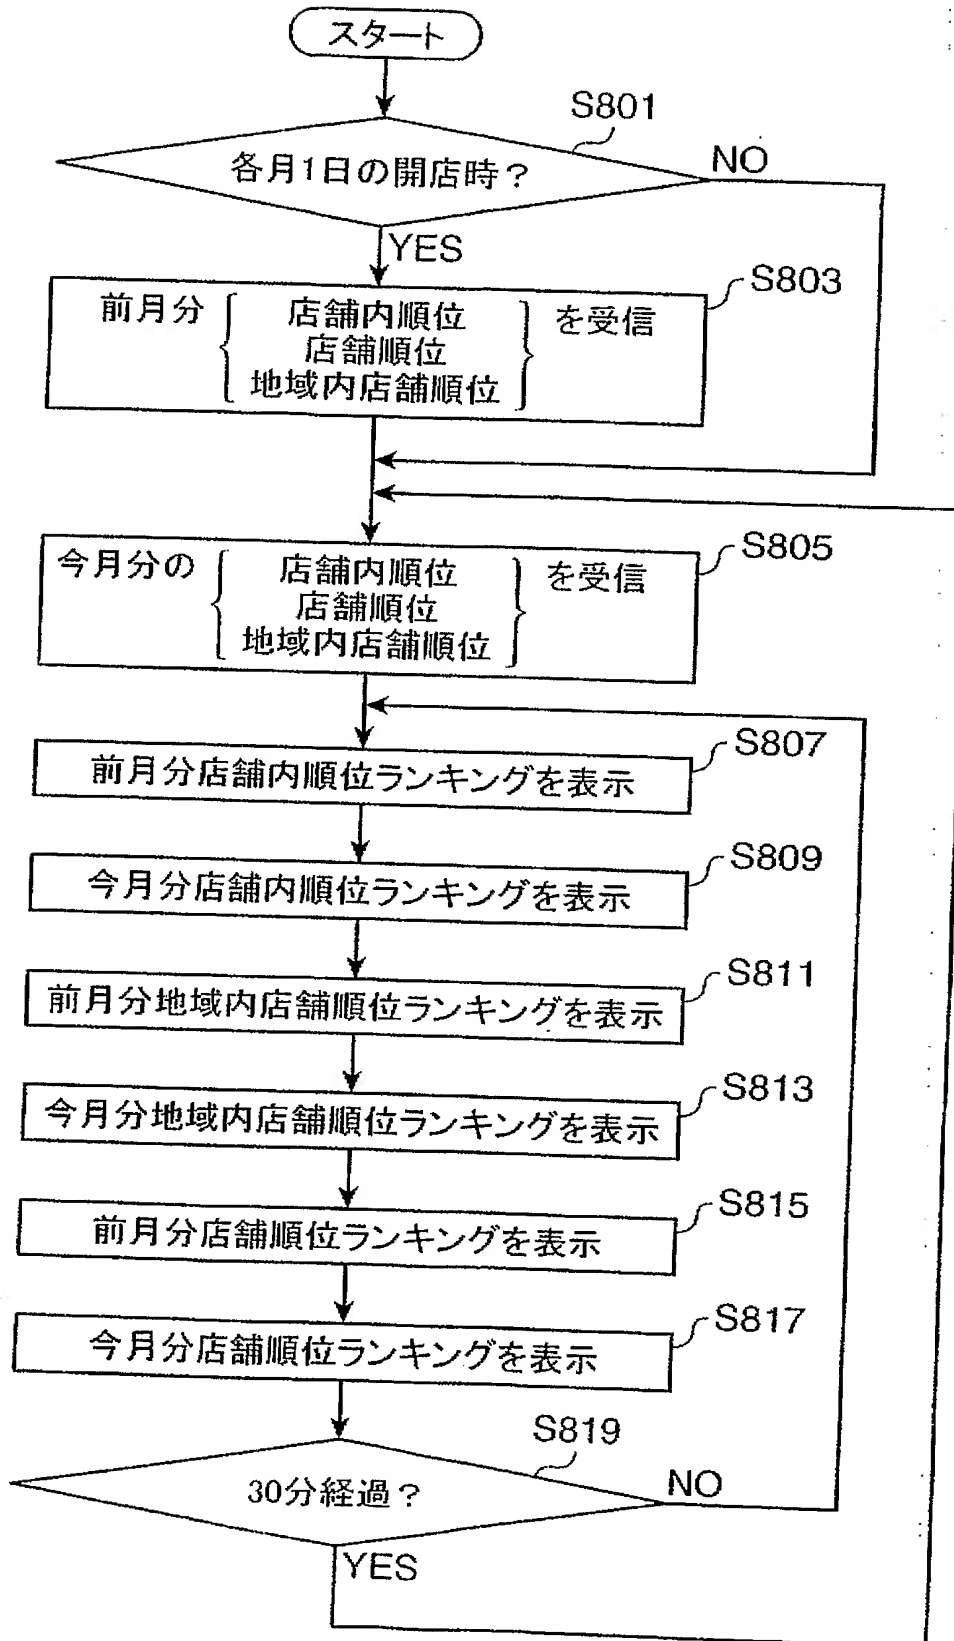 スタート
S801
各月1日の開店時？
NO
YES
S803
前月分 店舗内順位 を受信
店舗順位
地域内店舗順位
S805
今月分の 店舗内順位 を受信
店舗順位
地域内店舗順位
S807
前月分店舗内順位ランキングを表示
S809
今月分店舗内順位ランキングを表示
S811
前月分地域内店舗順位ランキングを表示
S813
今月分地域内店舗順位ランキングを表示
S815
前月分店舗順位ランキングを表示
S817
今月分店舗順位ランキングを表示
S819
30分経過？
NO
YES